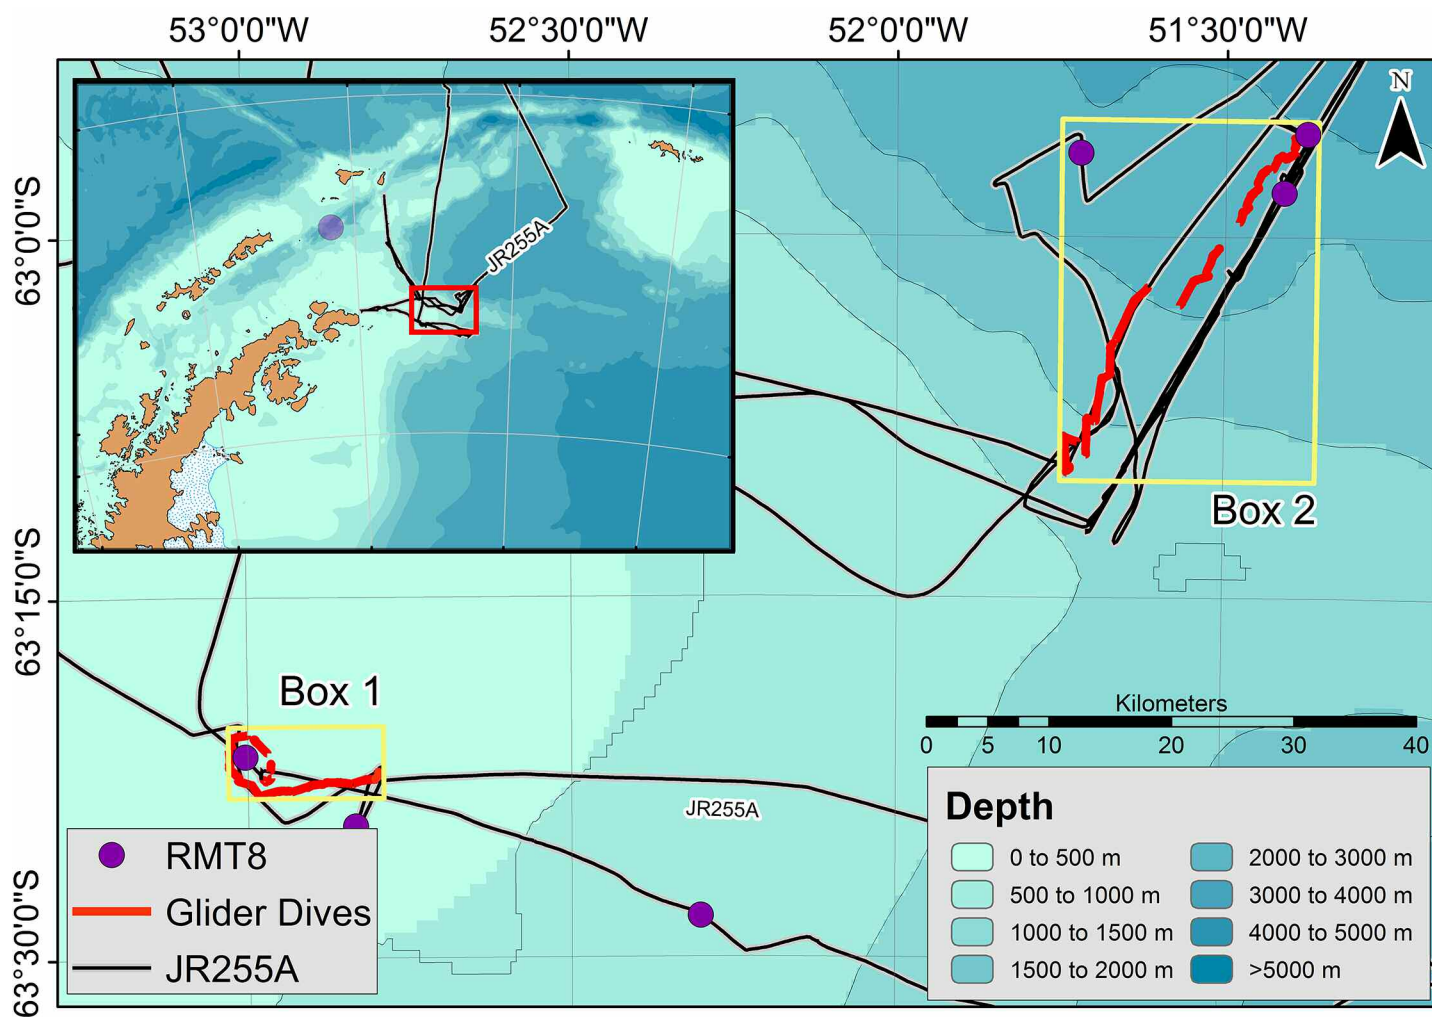 53°0'0"W 52°30'0"W 52°0'0"W 51°30'0"W
N
63°0'0"S
JR255A
Box 2
63°15'0"S
Box 1
Kilometers
0 5 10 20 30 40
JR255A
Depth
0 to 500 m
500 to 1000 m
1000 to 1500 m
1500 to 2000 m
2000 to 3000 m
3000 to 4000 m
4000 to 5000 m
>5000 m
RMT8
Glider Dives
JR255A
63°30'0"S